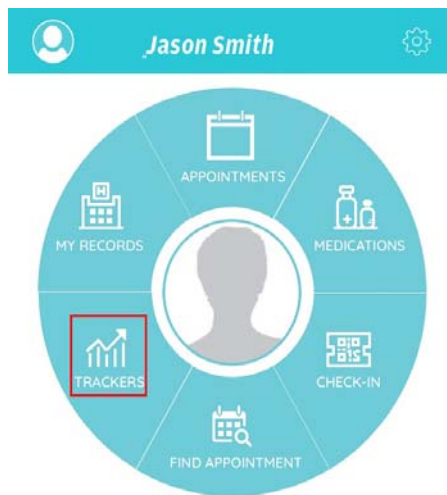 Jason Smith
APPOINTMENTS
MY RECORDS
MEDICATIONS
TRACKERS
CHECK-IN
FIND APPOINTMENT